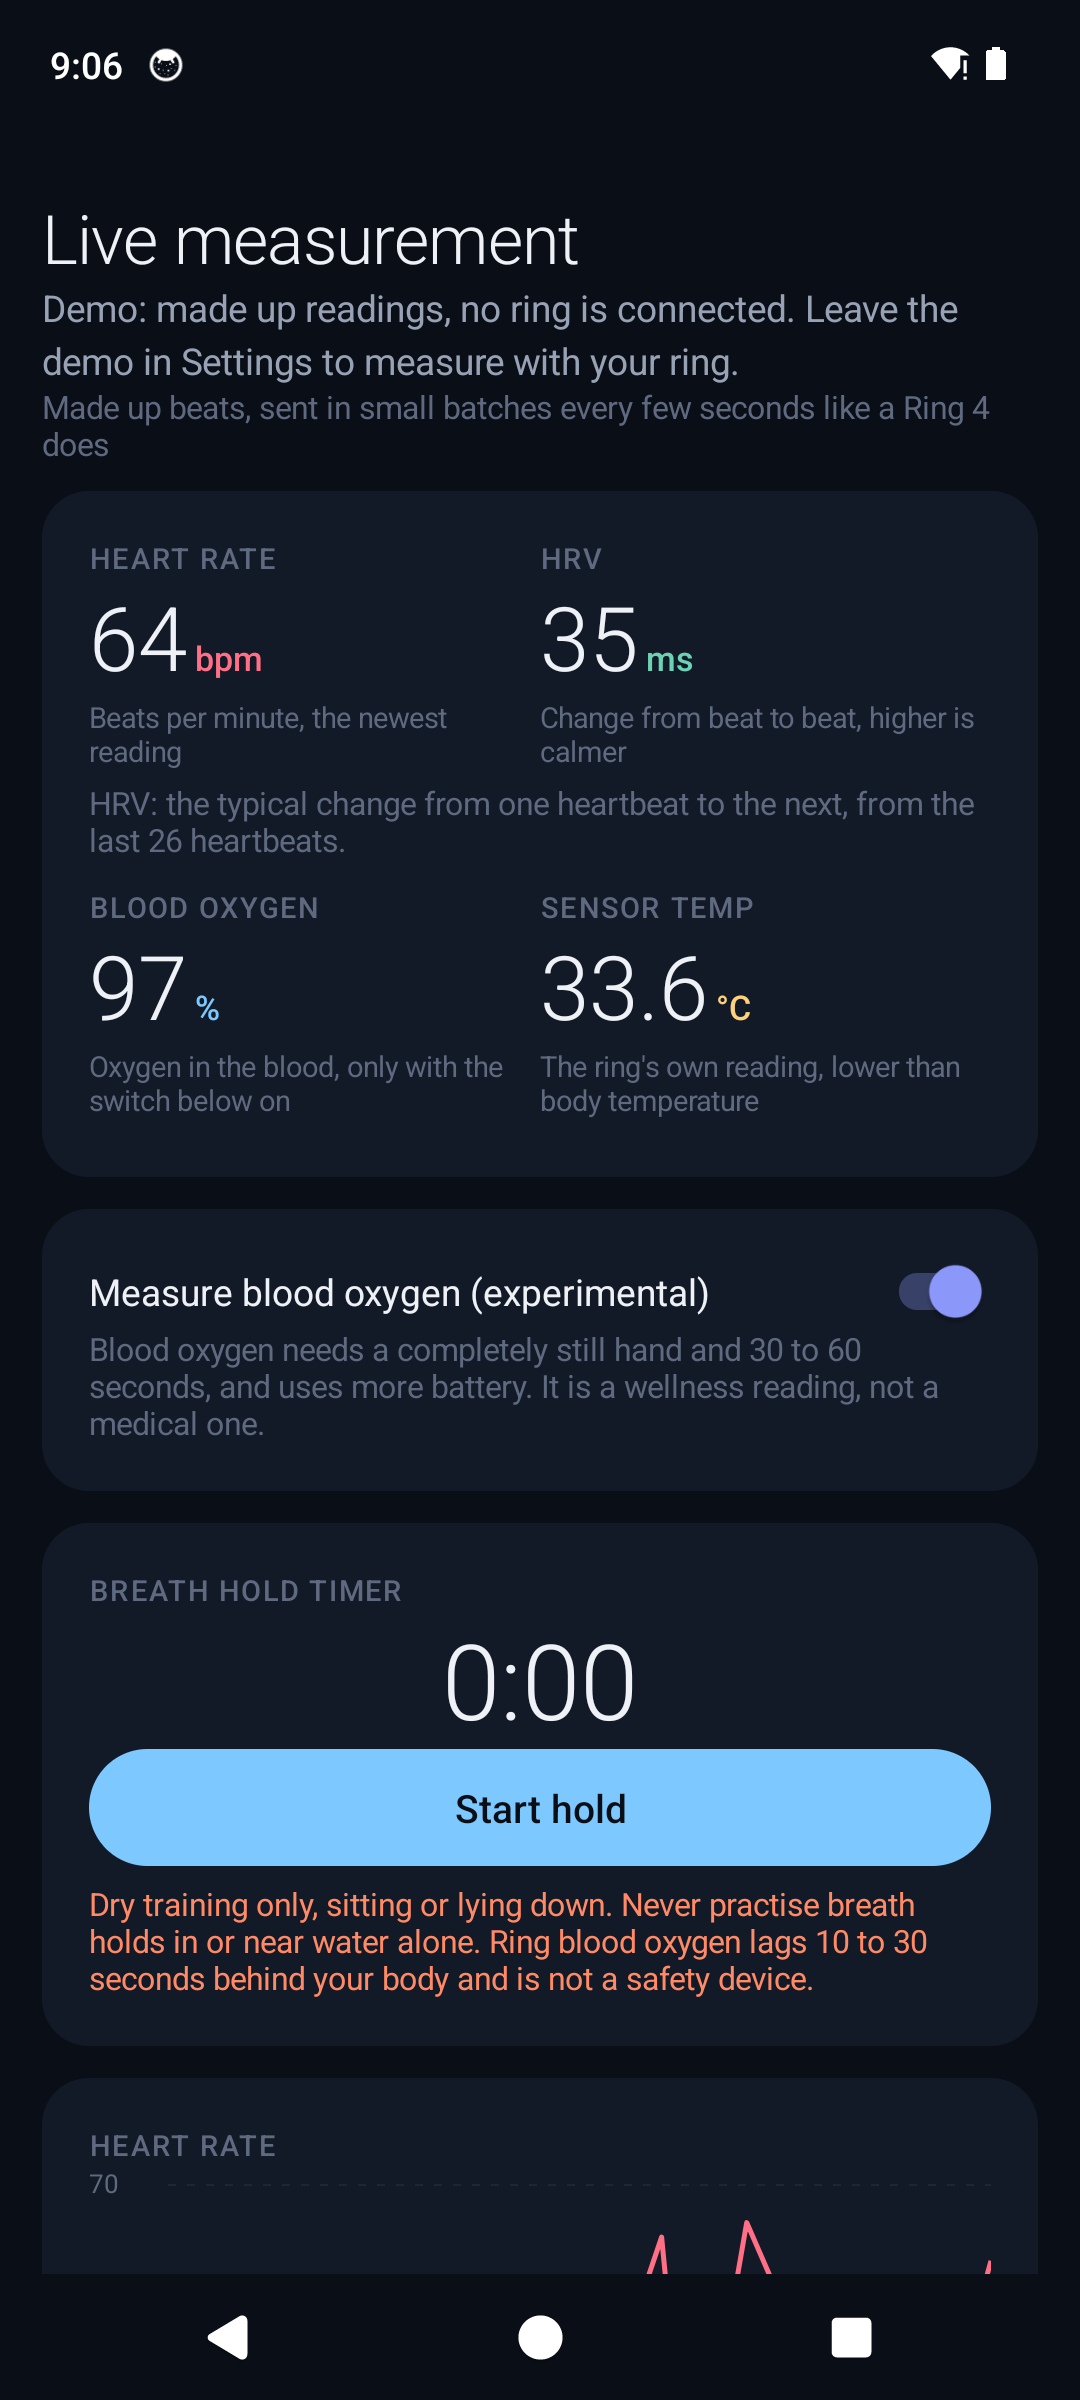 9:06
Live measurement
Demo: made up readings, no ring is connected. Leave the
demo in Settings to measure with your ring.
Made up beats, sent in small batches every few seconds like a Ring 4
does
HEART RATE
64 bpm
Beats per minute, the newest
reading
HRV
35 ms
Change from beat to beat, higher is
calmer
HRV: the typical change from one heartbeat to the next, from the
last 26 heartbeats.
BLOOD OXYGEN
97 %
Oxygen in the blood, only with the
switch below on
SENSOR TEMP
33.6 °C
The ring's own reading, lower than
body temperature
Measure blood oxygen (experimental)
Blood oxygen needs a completely still hand and 30 to 60
seconds, and uses more battery. It is a wellness reading, not a
medical one.
BREATH HOLD TIMER
0:00
Start hold
Dry training only, sitting or lying down. Never practise breath
holds in or near water alone. Ring blood oxygen lags 10 to 30
seconds behind your body and is not a safety device.
HEART RATE
70